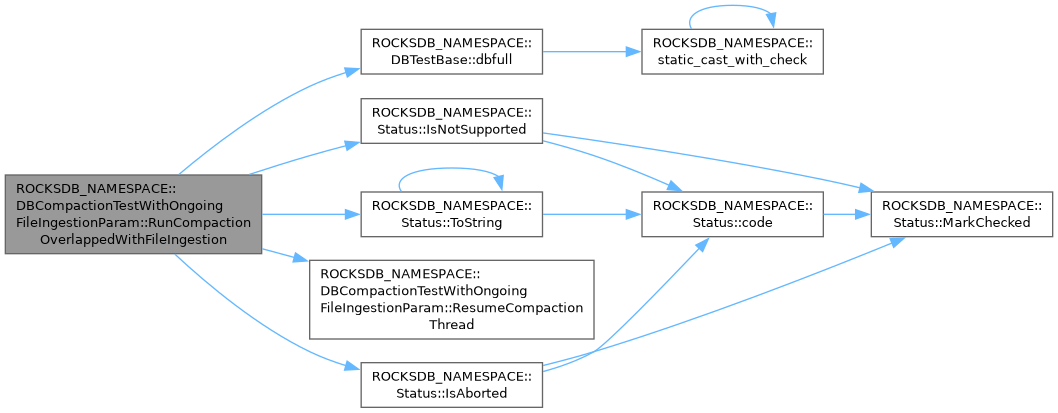 ROCKSDB_NAMESPACE::
DBCompactionTestWithOngoing
FileIngestionParam::RunCompaction
OverlappedWithFileIngestion
ROCKSDB_NAMESPACE::
DBTestBase::dbfull
ROCKSDB_NAMESPACE::
static_cast_with_check
ROCKSDB_NAMESPACE::
Status::IsNotSupported
ROCKSDB_NAMESPACE::
Status::ToString
ROCKSDB_NAMESPACE::
Status::code
ROCKSDB_NAMESPACE::
Status::MarkChecked
ROCKSDB_NAMESPACE::
DBCompactionTestWithOngoing
FileIngestionParam::ResumeCompaction
Thread
ROCKSDB_NAMESPACE::
Status::IsAborted